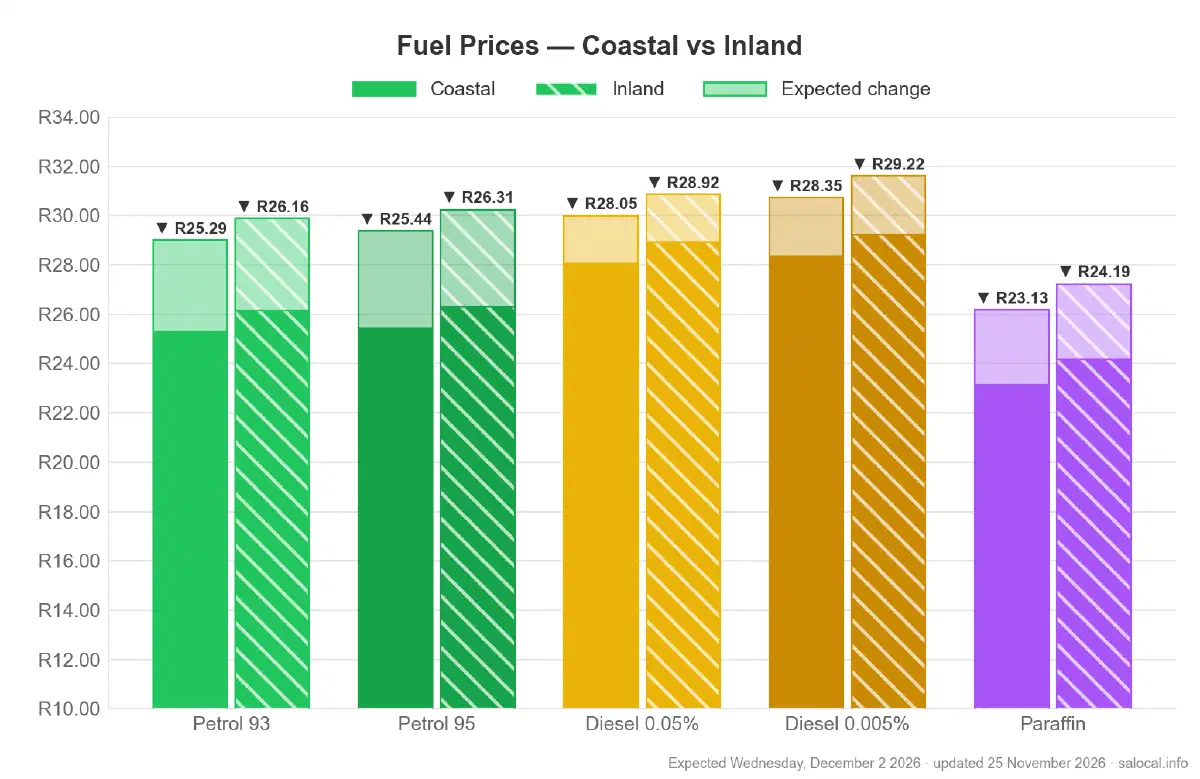 Fuel Prices — Coastal vs Inland
Coastal Inland Expected change
R34.00
R32.00
R30.00
R28.00
R26.00
R24.00
R22.00
R20.00
R18.00
R16.00
R14.00
R12.00
R10.00
▼ R25.29
▼ R26.16
▼ R25.44
▼ R26.31
▼ R28.05
▼ R28.92
▼ R28.35
▼ R29.22
▼ R23.13
▼ R24.19
Petrol 93 Petrol 95 Diesel 0.05% Diesel 0.005% Paraffin
Expected Wednesday, December 2 2026 · updated 25 November 2026 · salocal.info